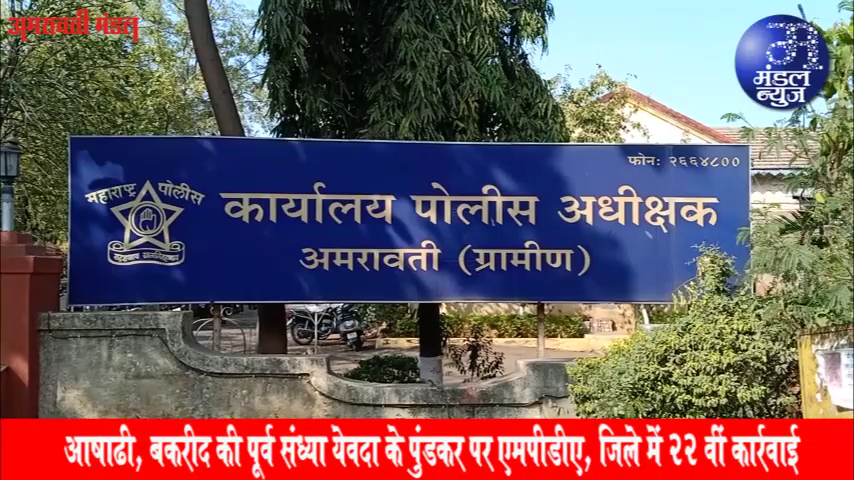 अमरावती मंडल
मंडल
न्यूज
फोन: २६६४८००
महाराष्ट्र पोलीस
कार्यालय पोलीस अधीक्षक
अमरावती (ग्रामीण)
आषाढी, बकरीद की पूर्व संध्या येवदा के पुंडकर पर एमपीडीए, जिले में २२ वीं कार्रवाई